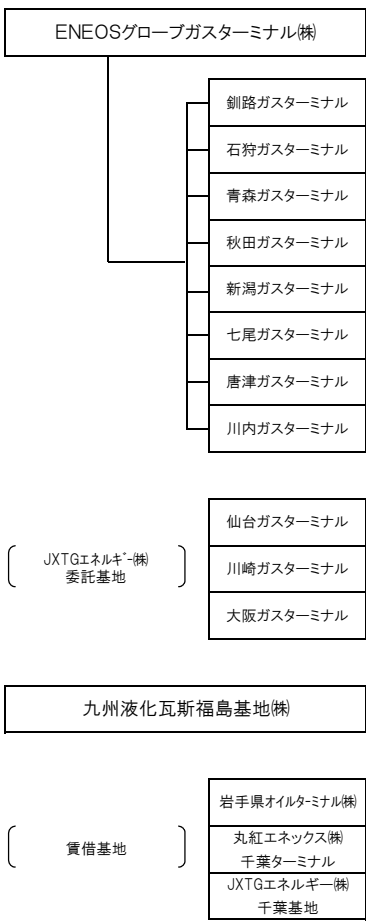 ENEOSグローブガスターミナル㈱
釧路ガスターミナル
石狩ガスターミナル
青森ガスターミナル
秋田ガスターミナル
新潟ガスターミナル
七尾ガスターミナル
唐津ガスターミナル
川内ガスターミナル
仙台ガスターミナル
JXTGエネルギｰ㈱
委託基地
川崎ガスターミナル
大阪ガスターミナル
九州液化瓦斯福島基地㈱
岩手県オイルターミナル㈱
賃借基地
丸紅エネックス㈱
千葉ターミナル
JXTGエネルギー㈱
千葉基地